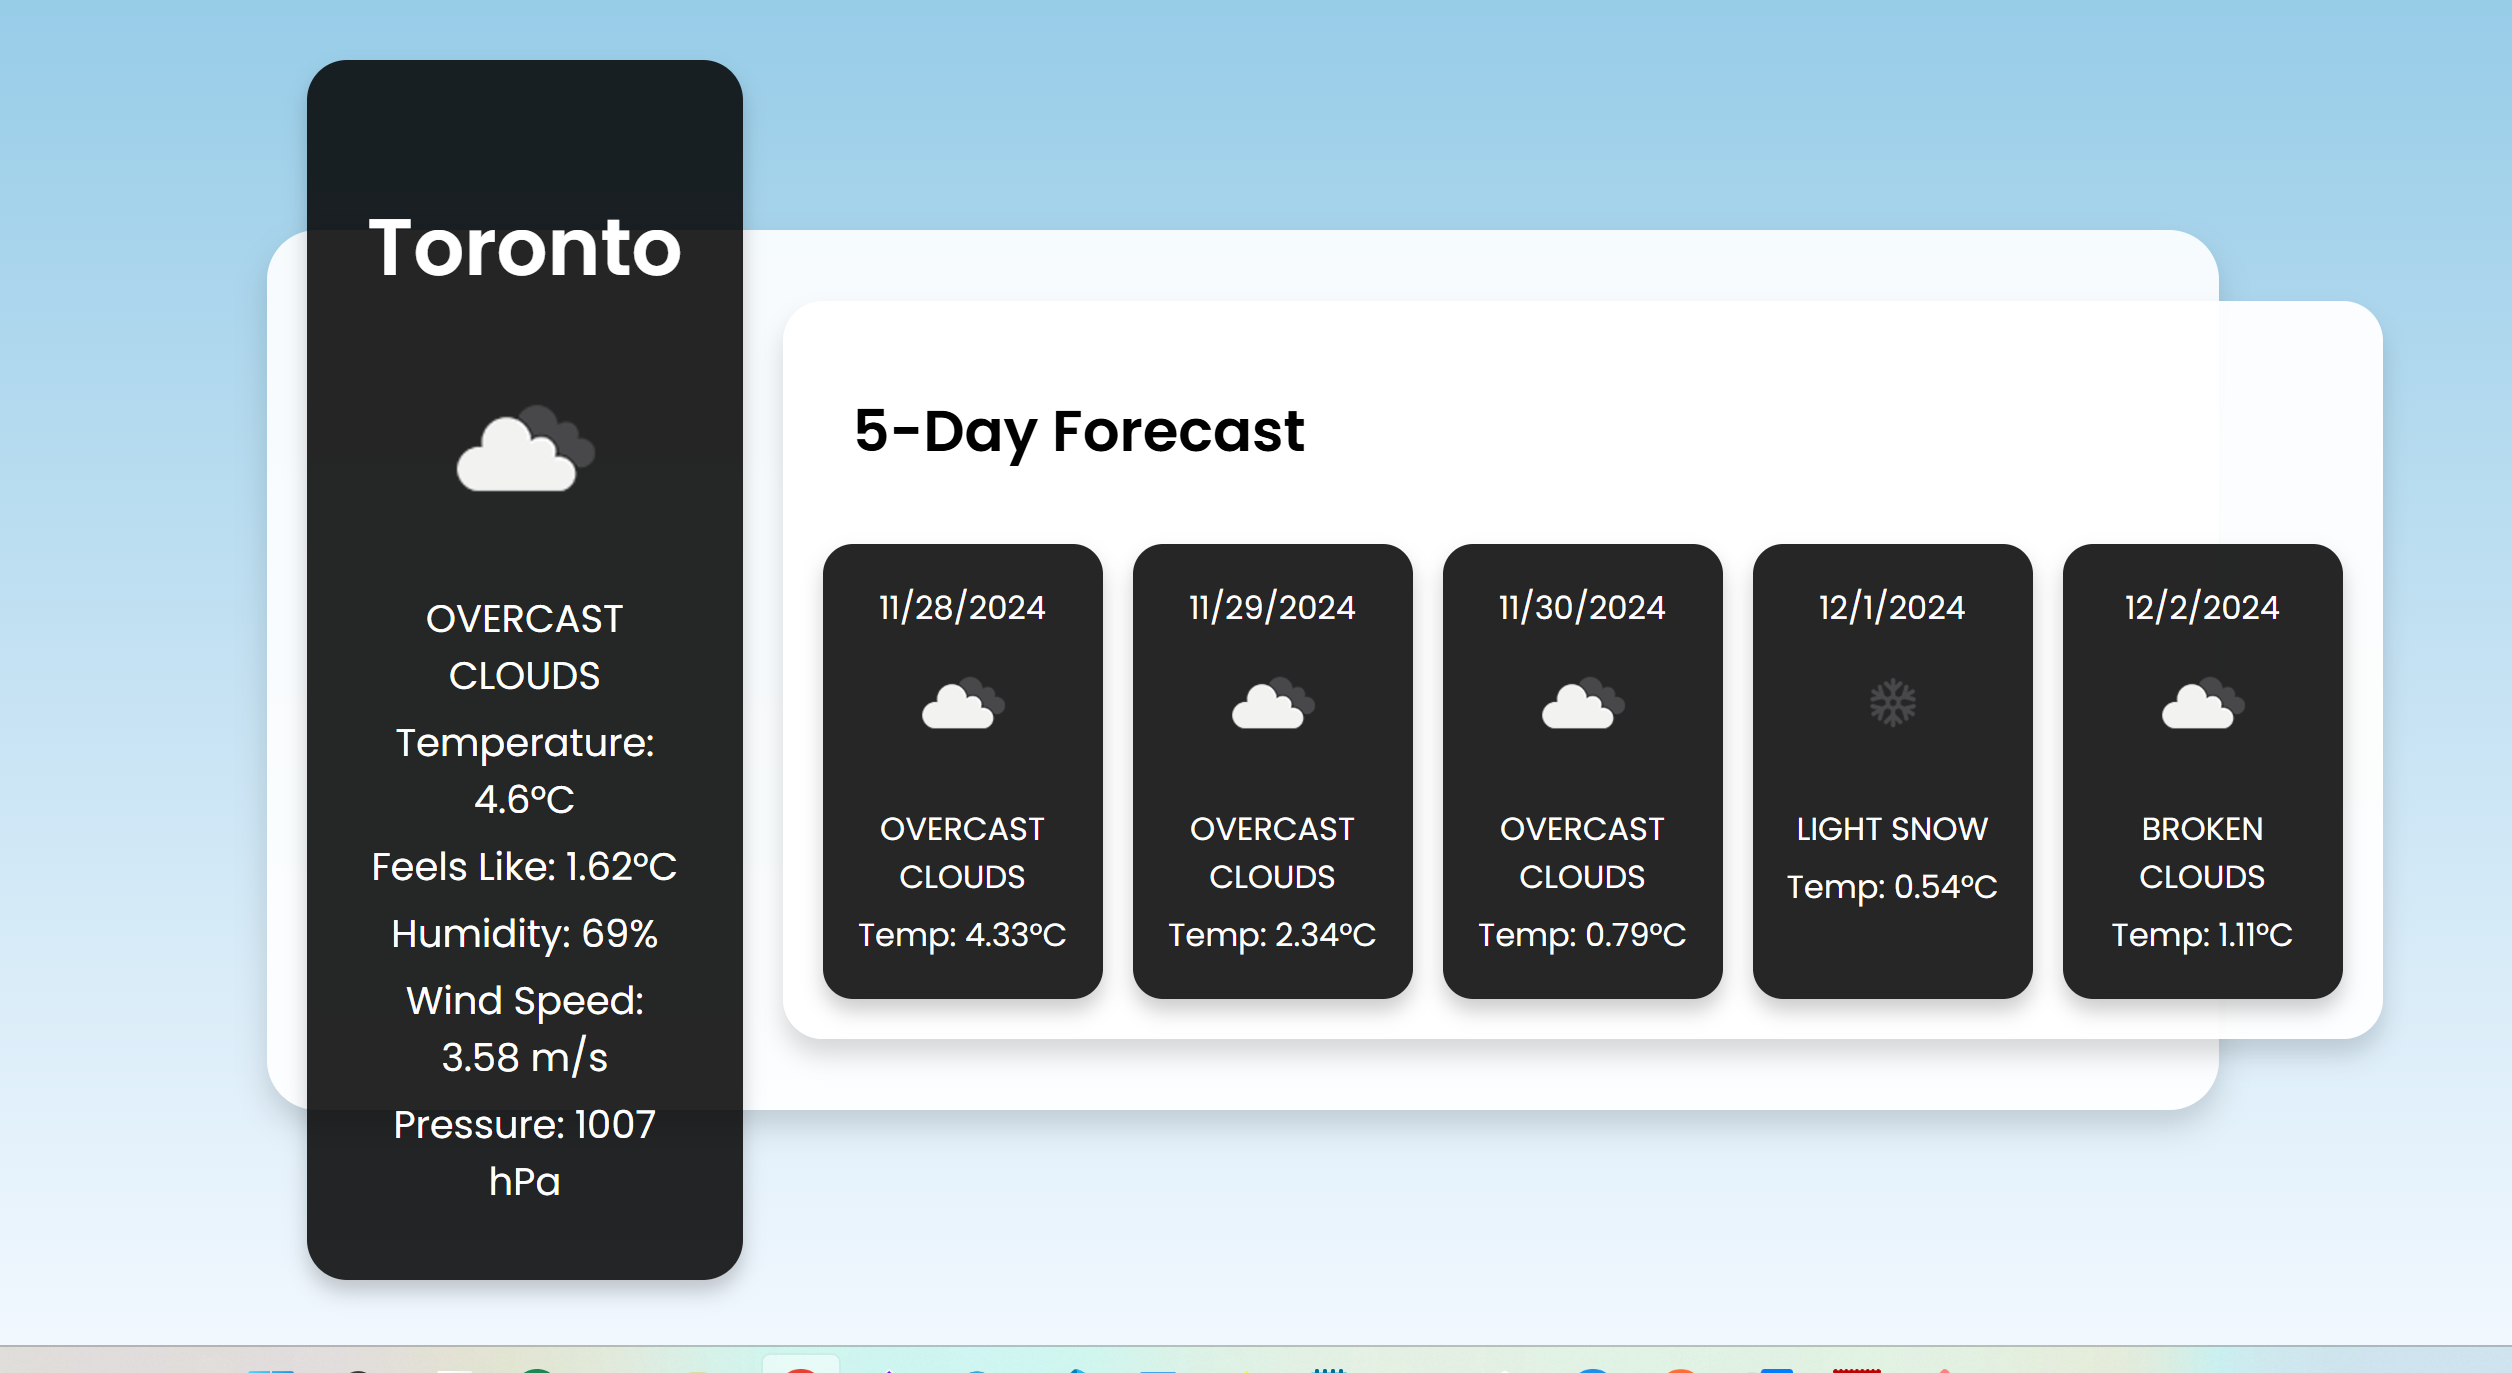 Toronto
OVERCAST
CLOUDS
Temperature:
4.6°C
Feels Like: 1.62°C
Humidity: 69%
Wind Speed:
3.58 m/s
Pressure: 1007
hPa
5-Day Forecast
11/28/2024
OVERCAST
CLOUDS
Temp: 4.33°C
11/29/2024
OVERCAST
CLOUDS
Temp: 2.34°C
11/30/2024
OVERCAST
CLOUDS
Temp: 0.79°C
12/1/2024
LIGHT SNOW
Temp: 0.54°C
12/2/2024
BROKEN
CLOUDS
Temp: 1.11°C